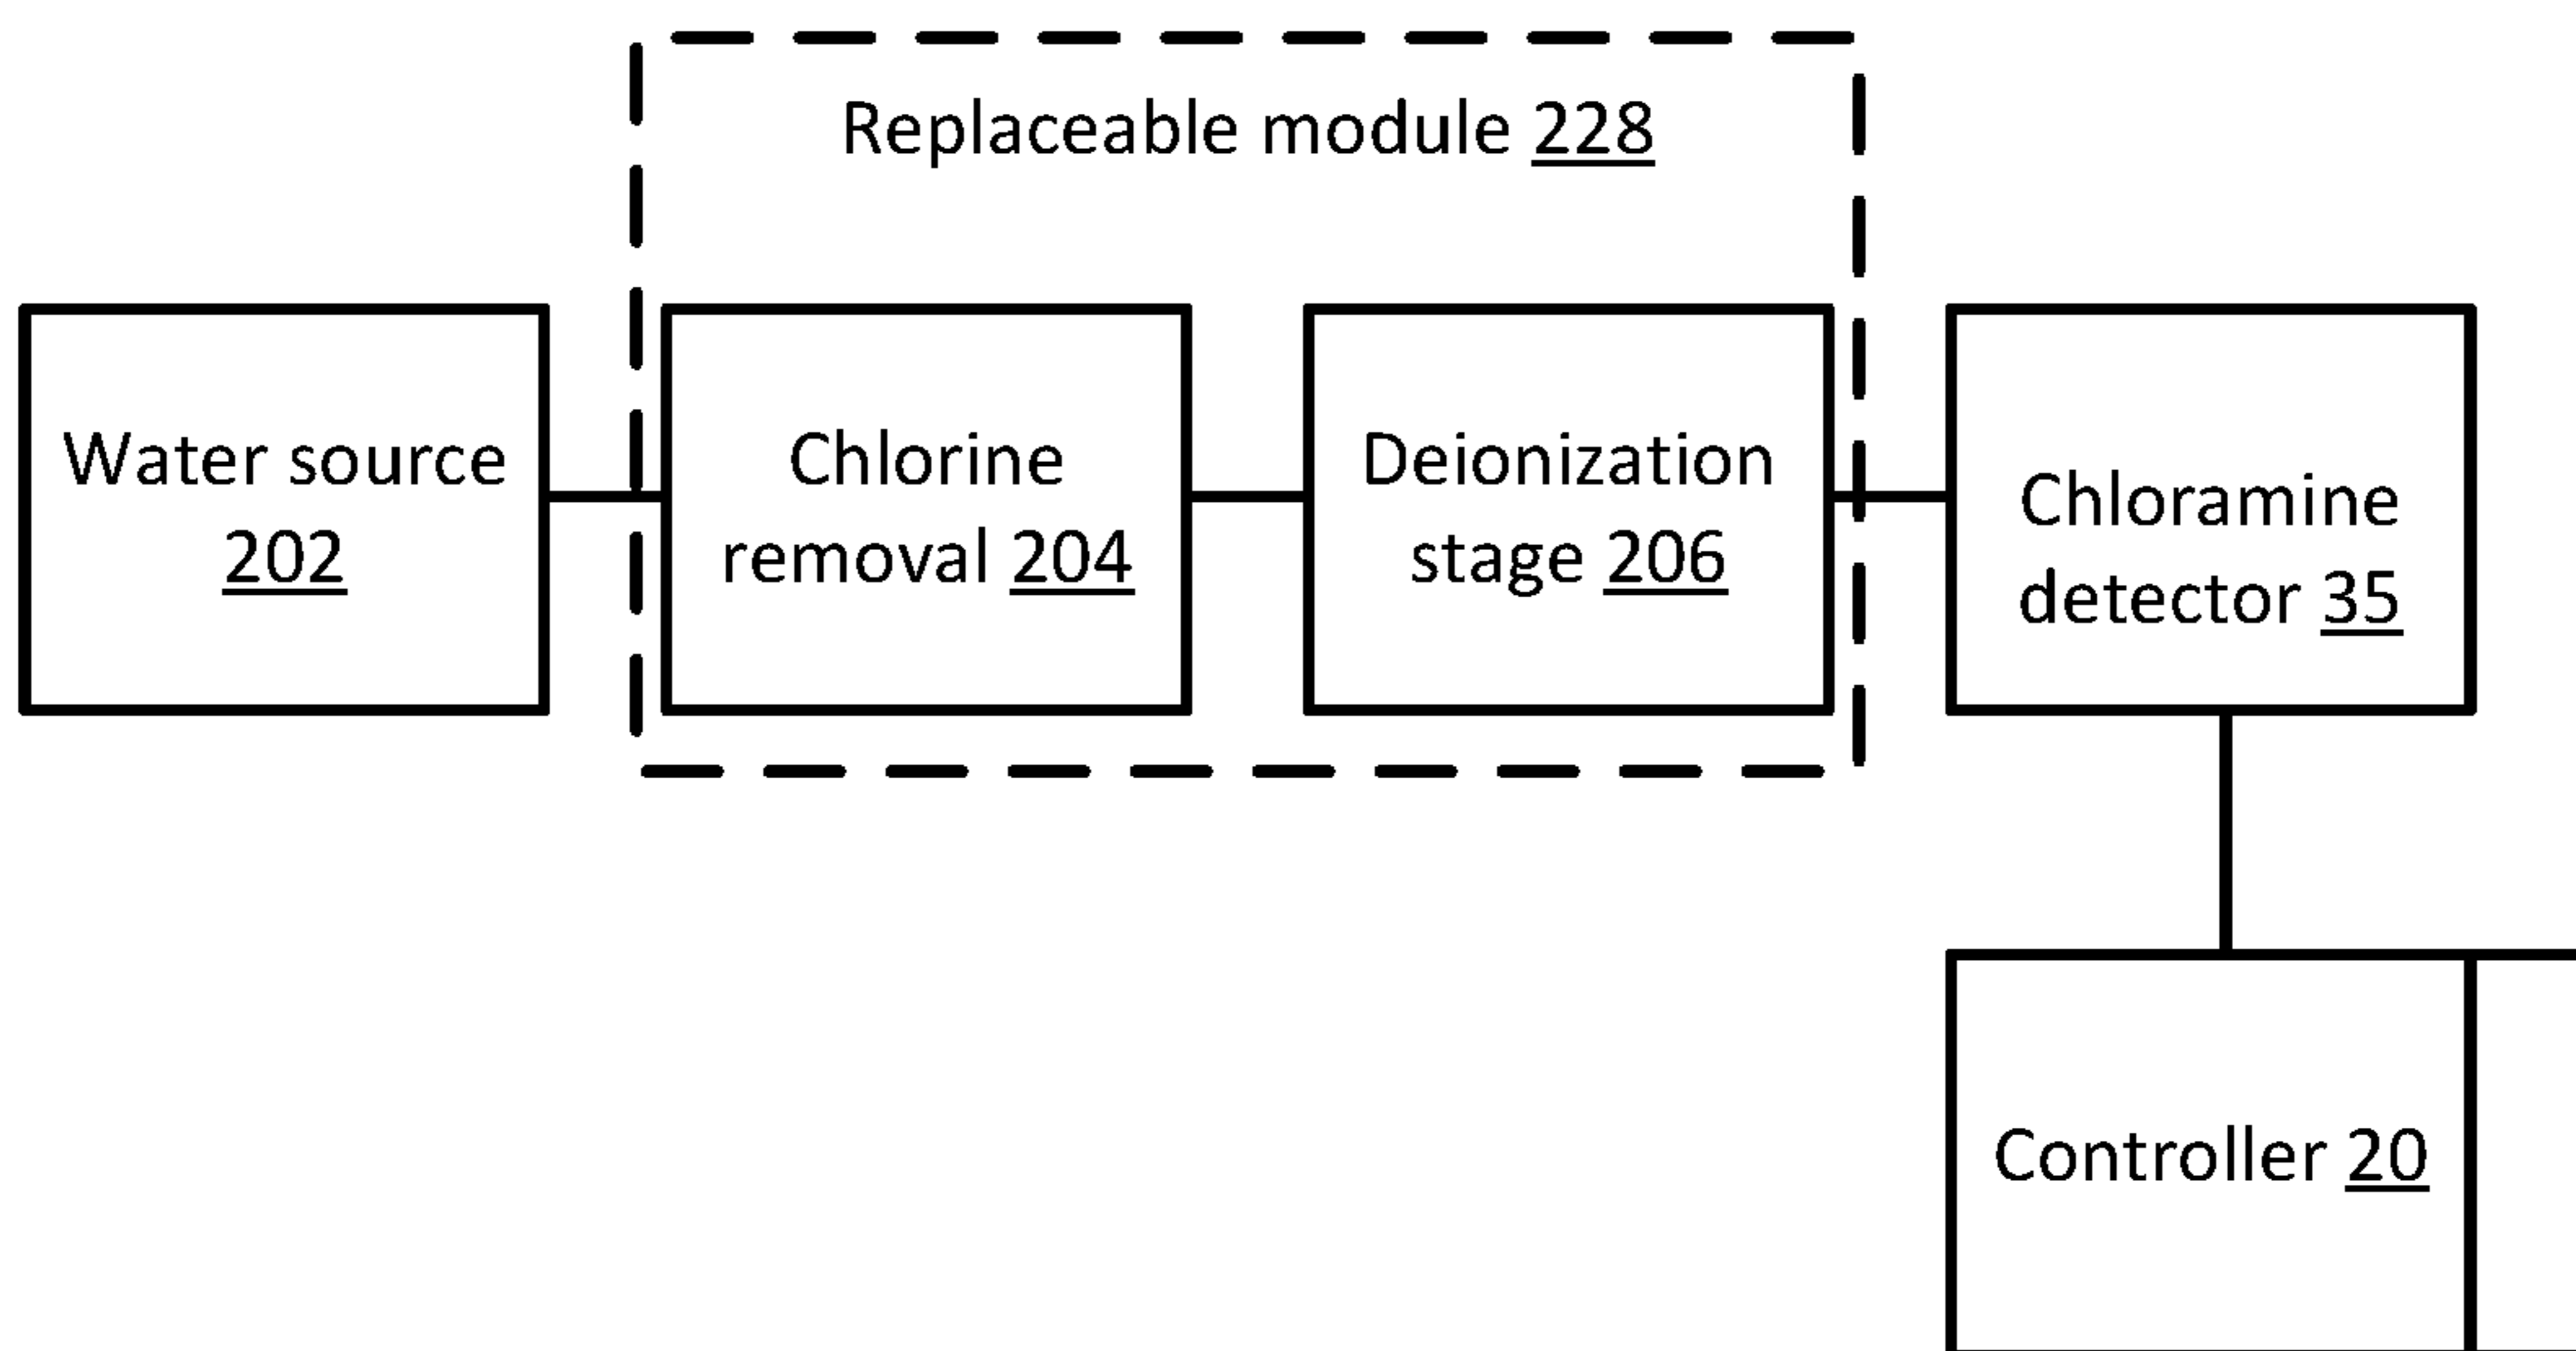 Replaceable module 228
Water source
202
Chlorine
removal 204
Deionization
stage 206
Chloramine
detector 35
Controller 20